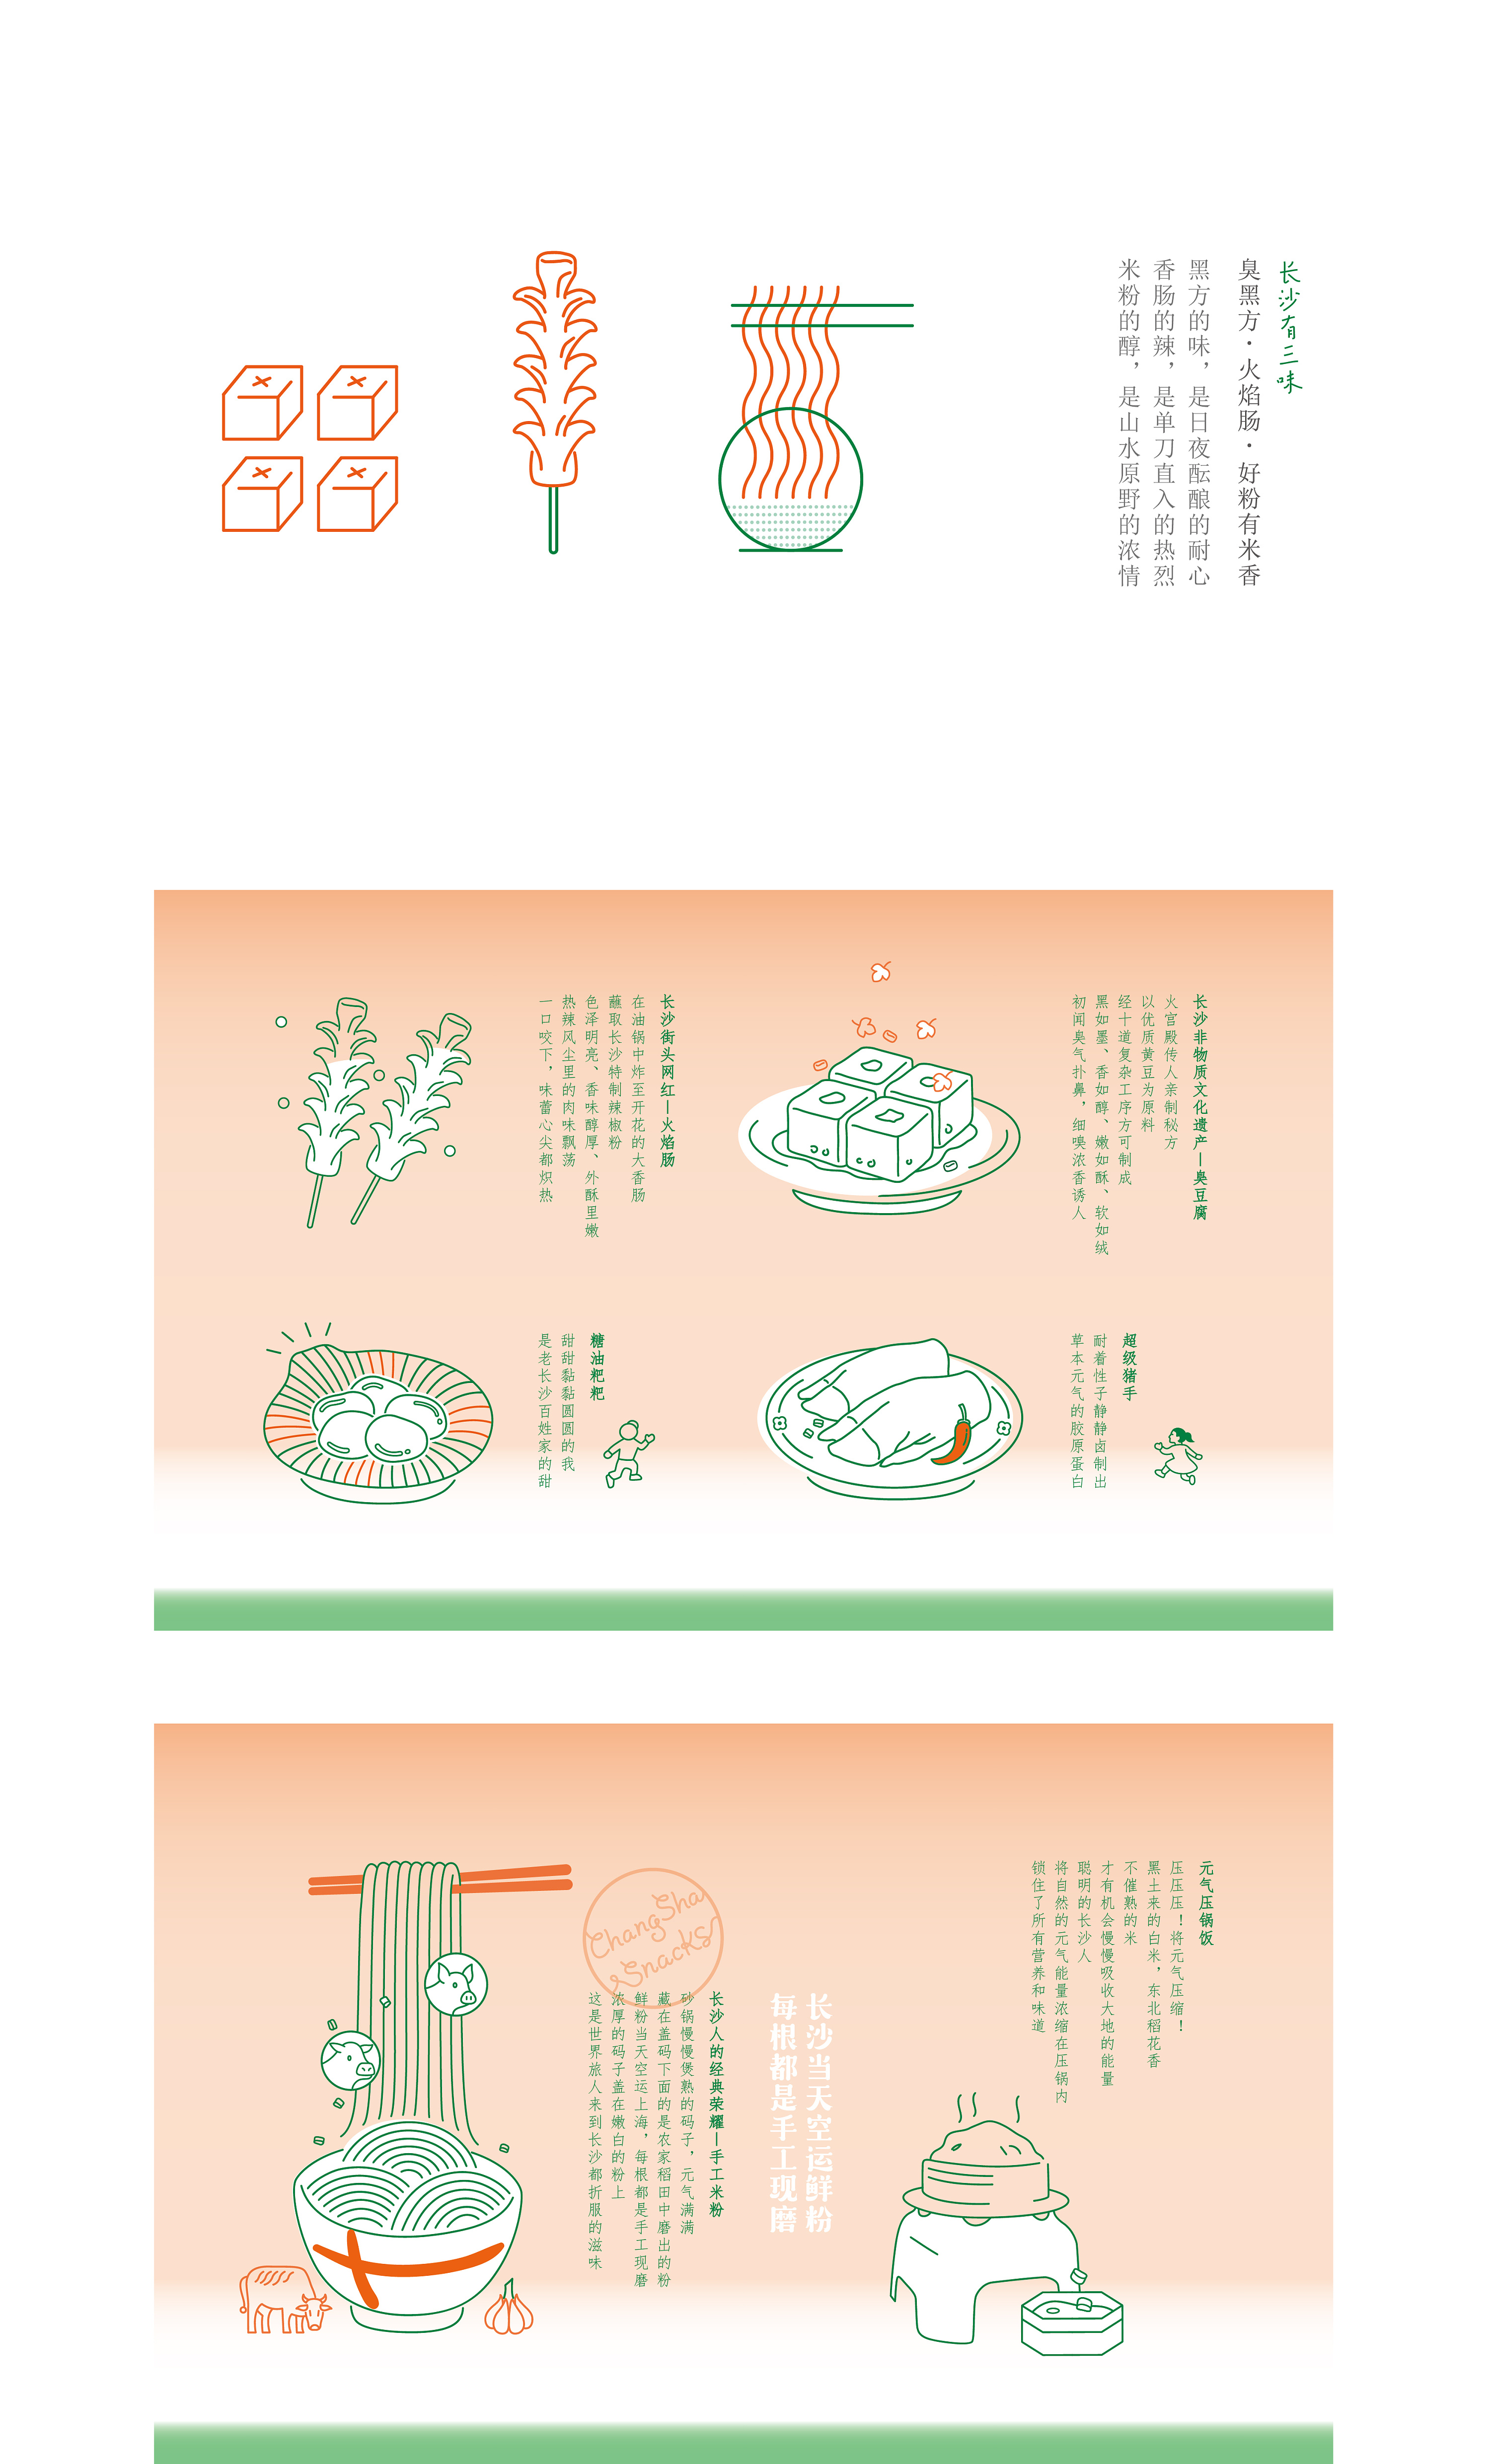 长沙有三味
臭黑方·火焰肠·好粉有米香
黑方的味，是日夜酝酿的耐心
香肠的辣，是单刀直入的热烈
米粉的醇，是山水原野的浓情
长沙非物质文化遗产—臭豆腐
火宫殿传人亲制秘方
以优质黄豆为原料
经十道复杂工序方可制成
黑如墨、香如醇、嫩如酥、软如绒
初闻臭气扑鼻，细嗅浓香诱人
长沙街头网红—火焰肠
在油锅中炸至开花的大香肠
蘸取长沙特制辣椒粉
色泽明亮、香味醇厚、外酥里嫩
热辣风尘里的肉味飘荡
一口咬下，味蕾心尖都炽热
超级猪手
耐着性子静静卤制出
草本元气的胶原蛋白
糖油粑粑
甜甜黏黏圆圆的我
是老长沙百姓家的甜
元气压锅饭
压压压！将元气压缩！
黑土来的白米，东北稻花香
不催熟的米
才有机会慢慢吸收大地的能量
聪明的长沙人
将自然的元气能量浓缩在压锅内
锁住了所有营养和味道
长沙当天空运鲜粉
每根都是手工现磨
ChangSha
Snacks
长沙人的经典荣耀—手工米粉
砂锅慢慢煲熟的码子，元气满满
藏在盖码下面的是农家稻田中磨出的粉
鲜粉当天空运上海，每根都是手工现磨
浓厚的码子盖在嫩白的粉上
这是世界旅人来到长沙都折服的滋味